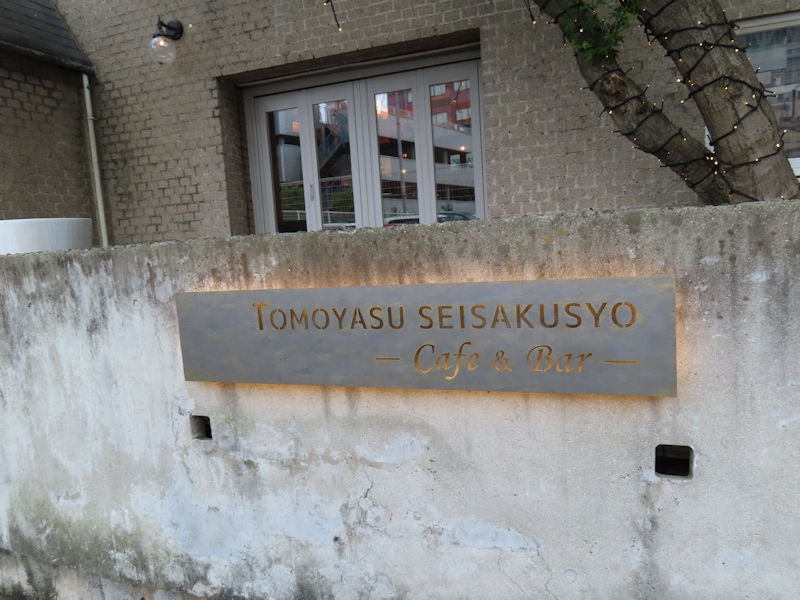 TOMOYASU SEISAKUSYO
— Cafe & Bar —